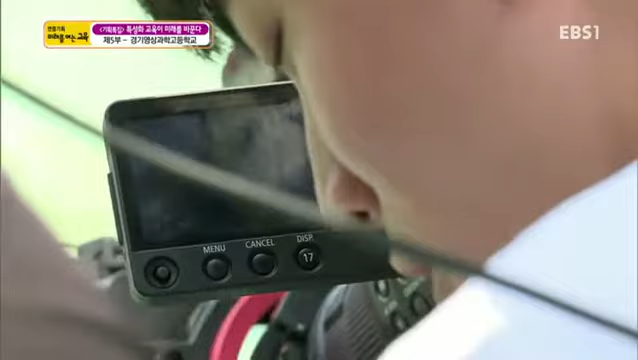 연중기획
미래를 여는 교육
<기획특집> 특성화 교육이 미래를 바꾼다
제5부 - 경기영상과학고등학교
EBS1
MENU
CANCEL
DISP.
17